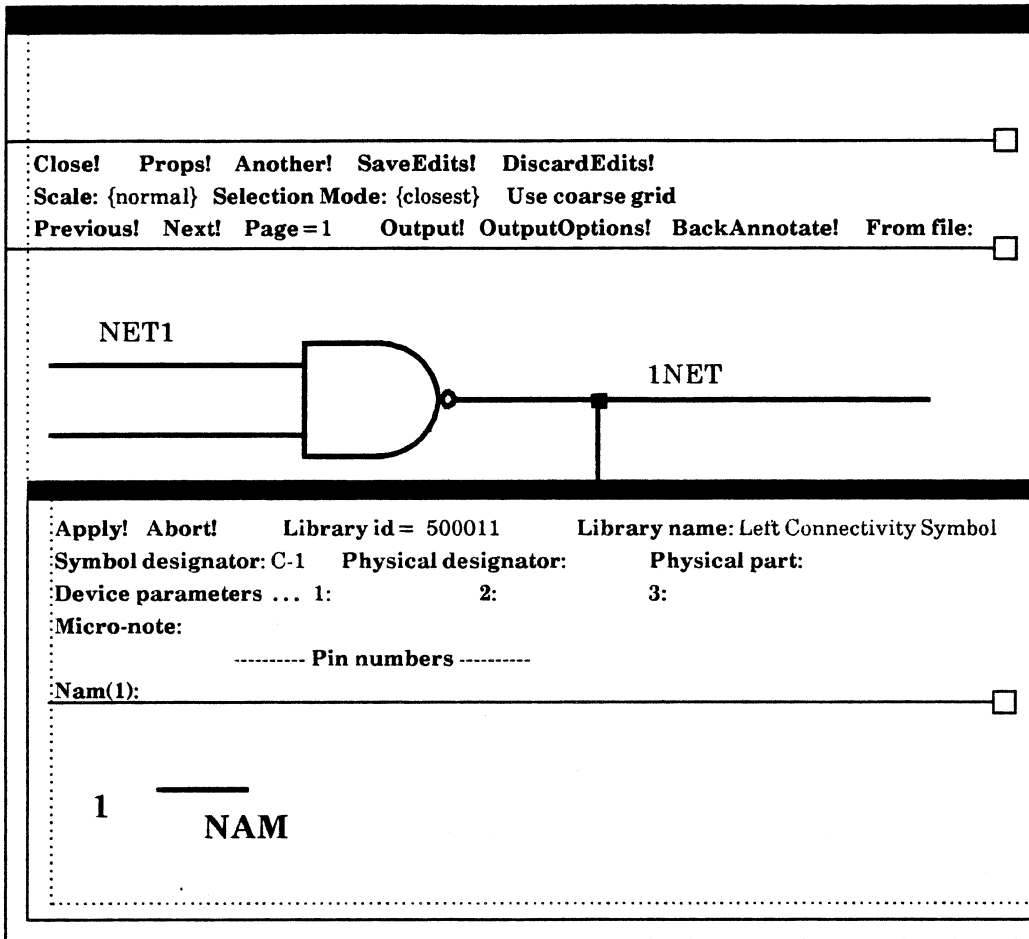 Close! Props! Another! SaveEdits! DiscardEdits!
Scale: {normal} Selection Mode: {closest} Use coarse grid
Previous! Next! Page=1 Output! OutputOptions! BackAnnotate! From file:
NET1
1NET
Apply! Abort! Library id = 500011 Library name: Left Connectivity Symbol
Symbol designator: C-1 Physical designator: Physical part:
Device parameters ... 1: 2: 3:
Micro-note:
---------- Pin numbers ----------
Nam(1):
1
NAM